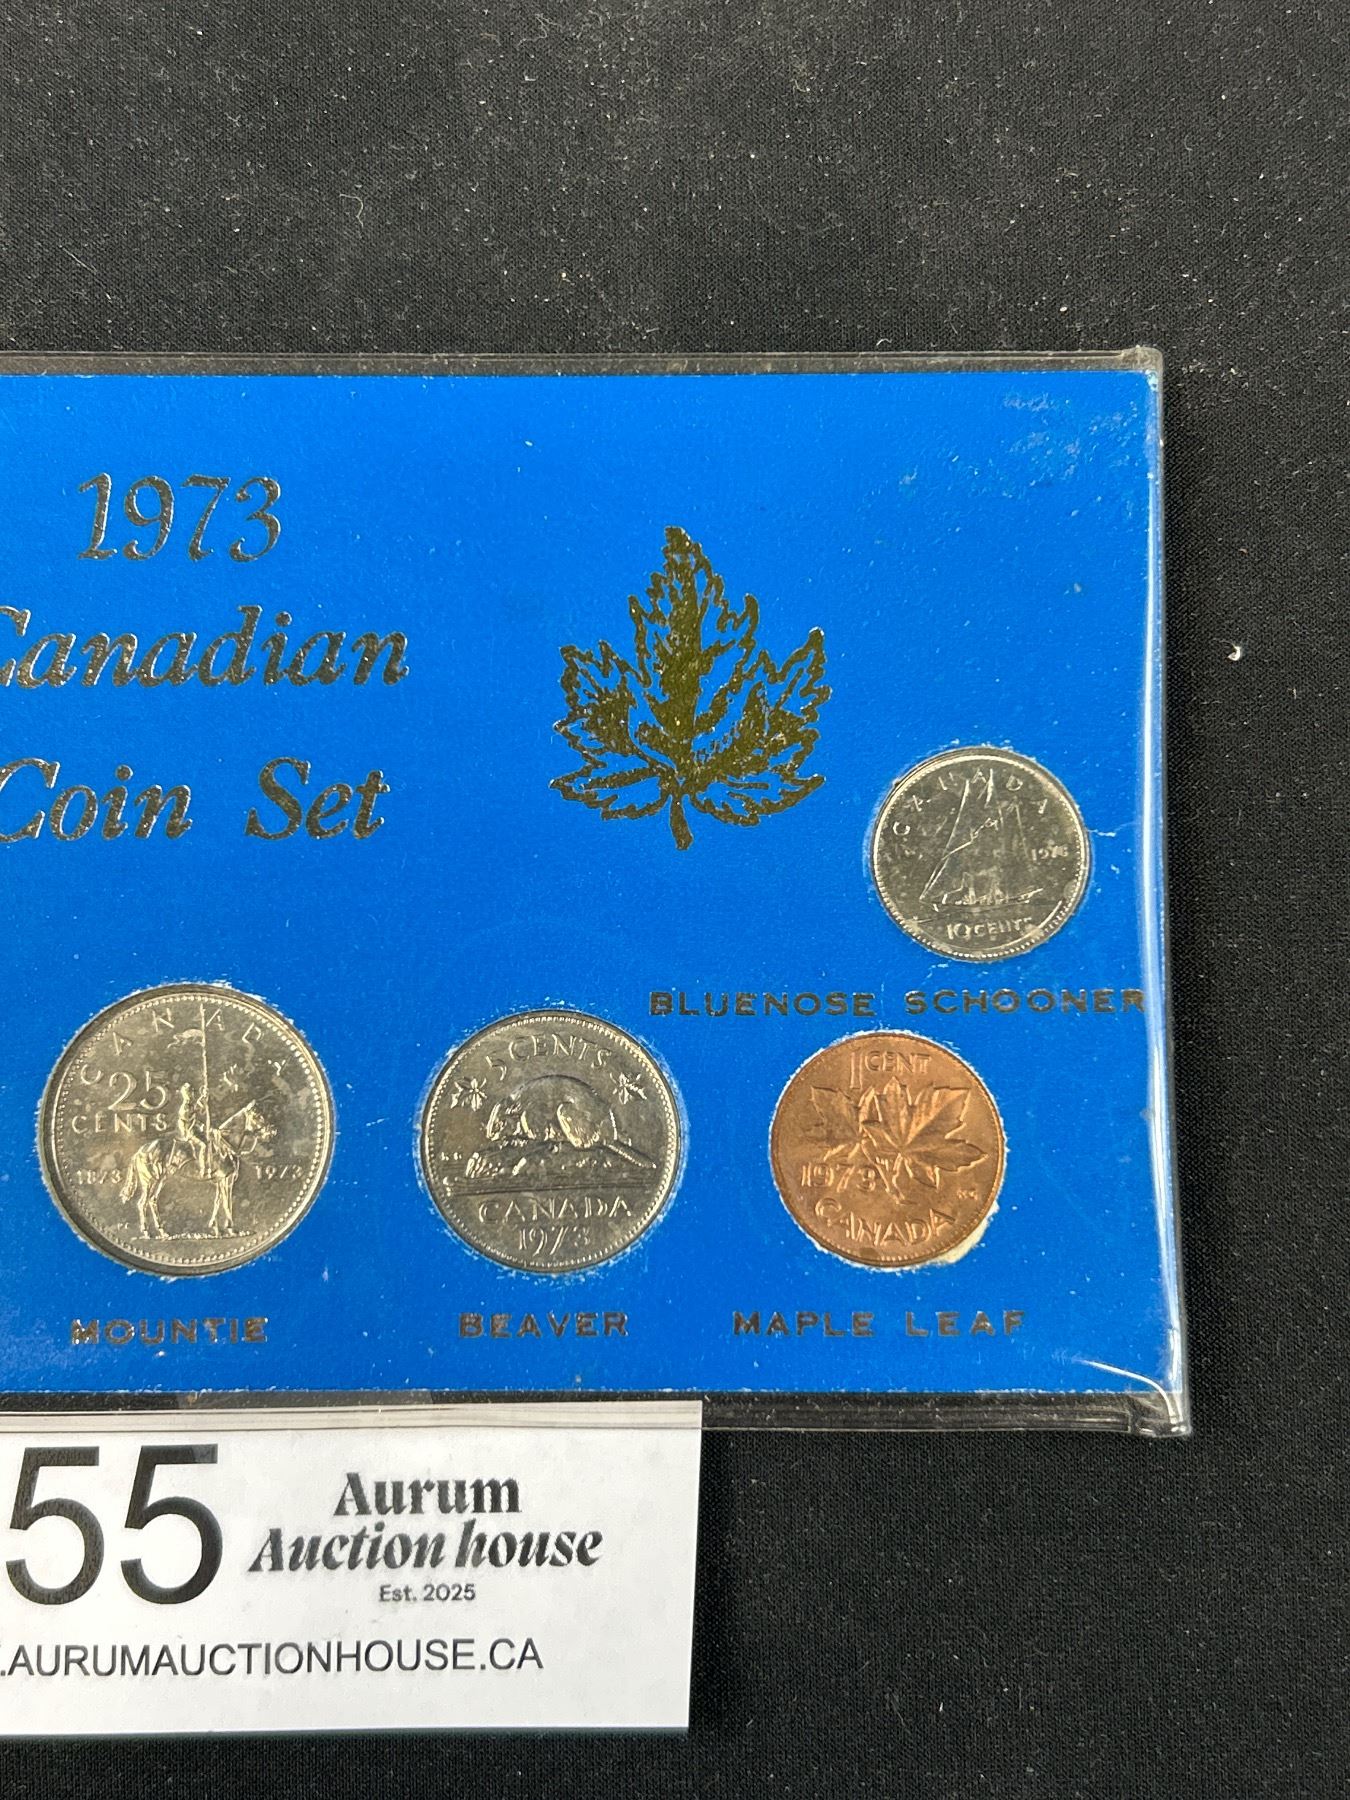 1973
Canadian
Coin Set
CANADA
1973
10 CENTS
BLUENOSE SCHOONER
CANADA
25
CENTS
1873 1973
5 CENTS
CANADA
1973
1 CENT
1973
CANADA
MOUNTIE BEAVER MAPLE LEAF
55
Aurum
Auction house
Est. 2025
.AURUMAUCTIONHOUSE.CA